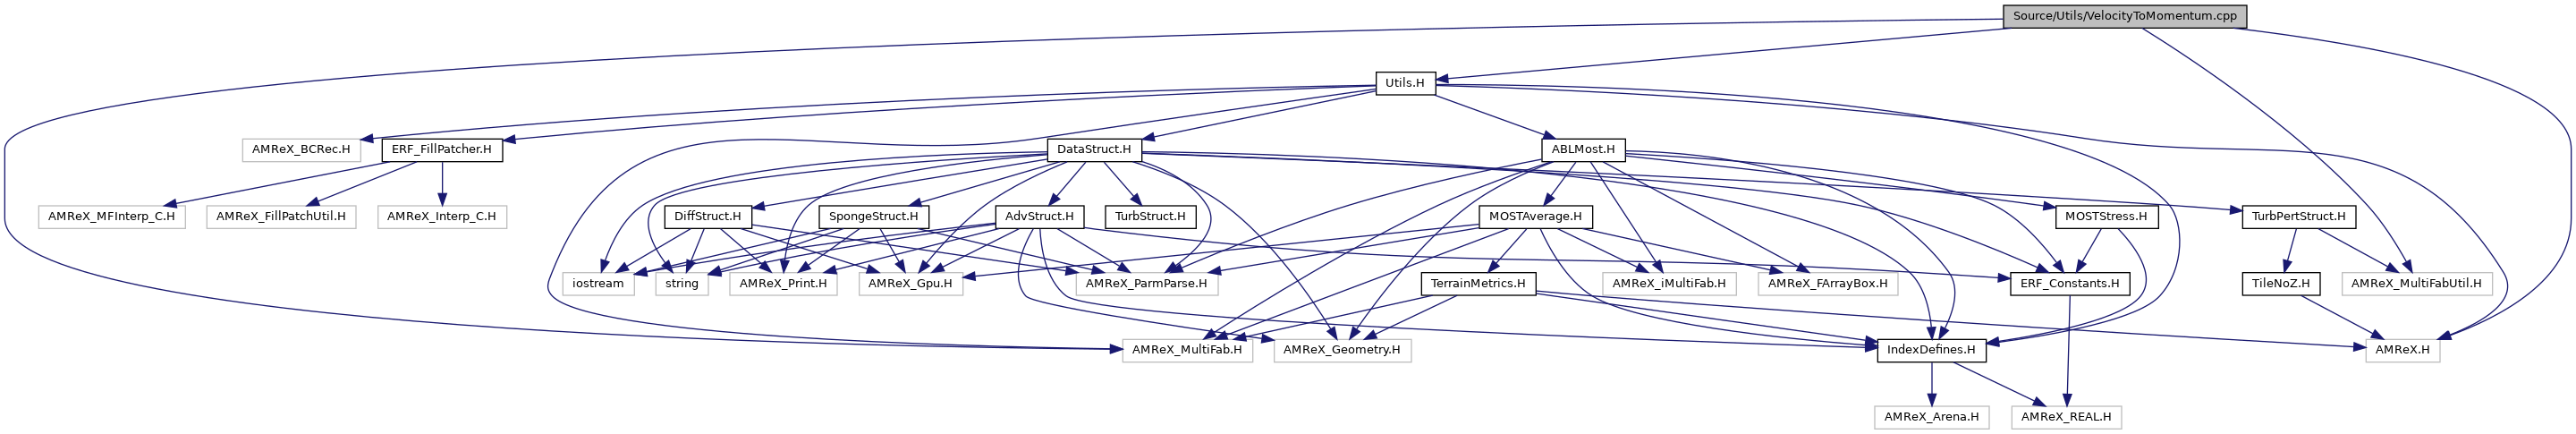 Source/Utils/VelocityToMomentum.cpp
Utils.H
AMReX_BCRec.H
ERF_FillPatcher.H
DataStruct.H
ABLMost.H
AMReX_MFInterp_C.H
AMReX_FillPatchUtil.H
AMReX_Interp_C.H
DiffStruct.H
SpongeStruct.H
AdvStruct.H
TurbStruct.H
MOSTAverage.H
MOSTStress.H
TurbPertStruct.H
iostream
string
AMReX_Print.H
AMReX_Gpu.H
AMReX_ParmParse.H
TerrainMetrics.H
AMReX_iMultiFab.H
AMReX_FArrayBox.H
ERF_Constants.H
TileNoZ.H
AMReX_MultiFabUtil.H
AMReX_MultiFab.H
AMReX_Geometry.H
IndexDefines.H
AMReX.H
AMReX_Arena.H
AMReX_REAL.H